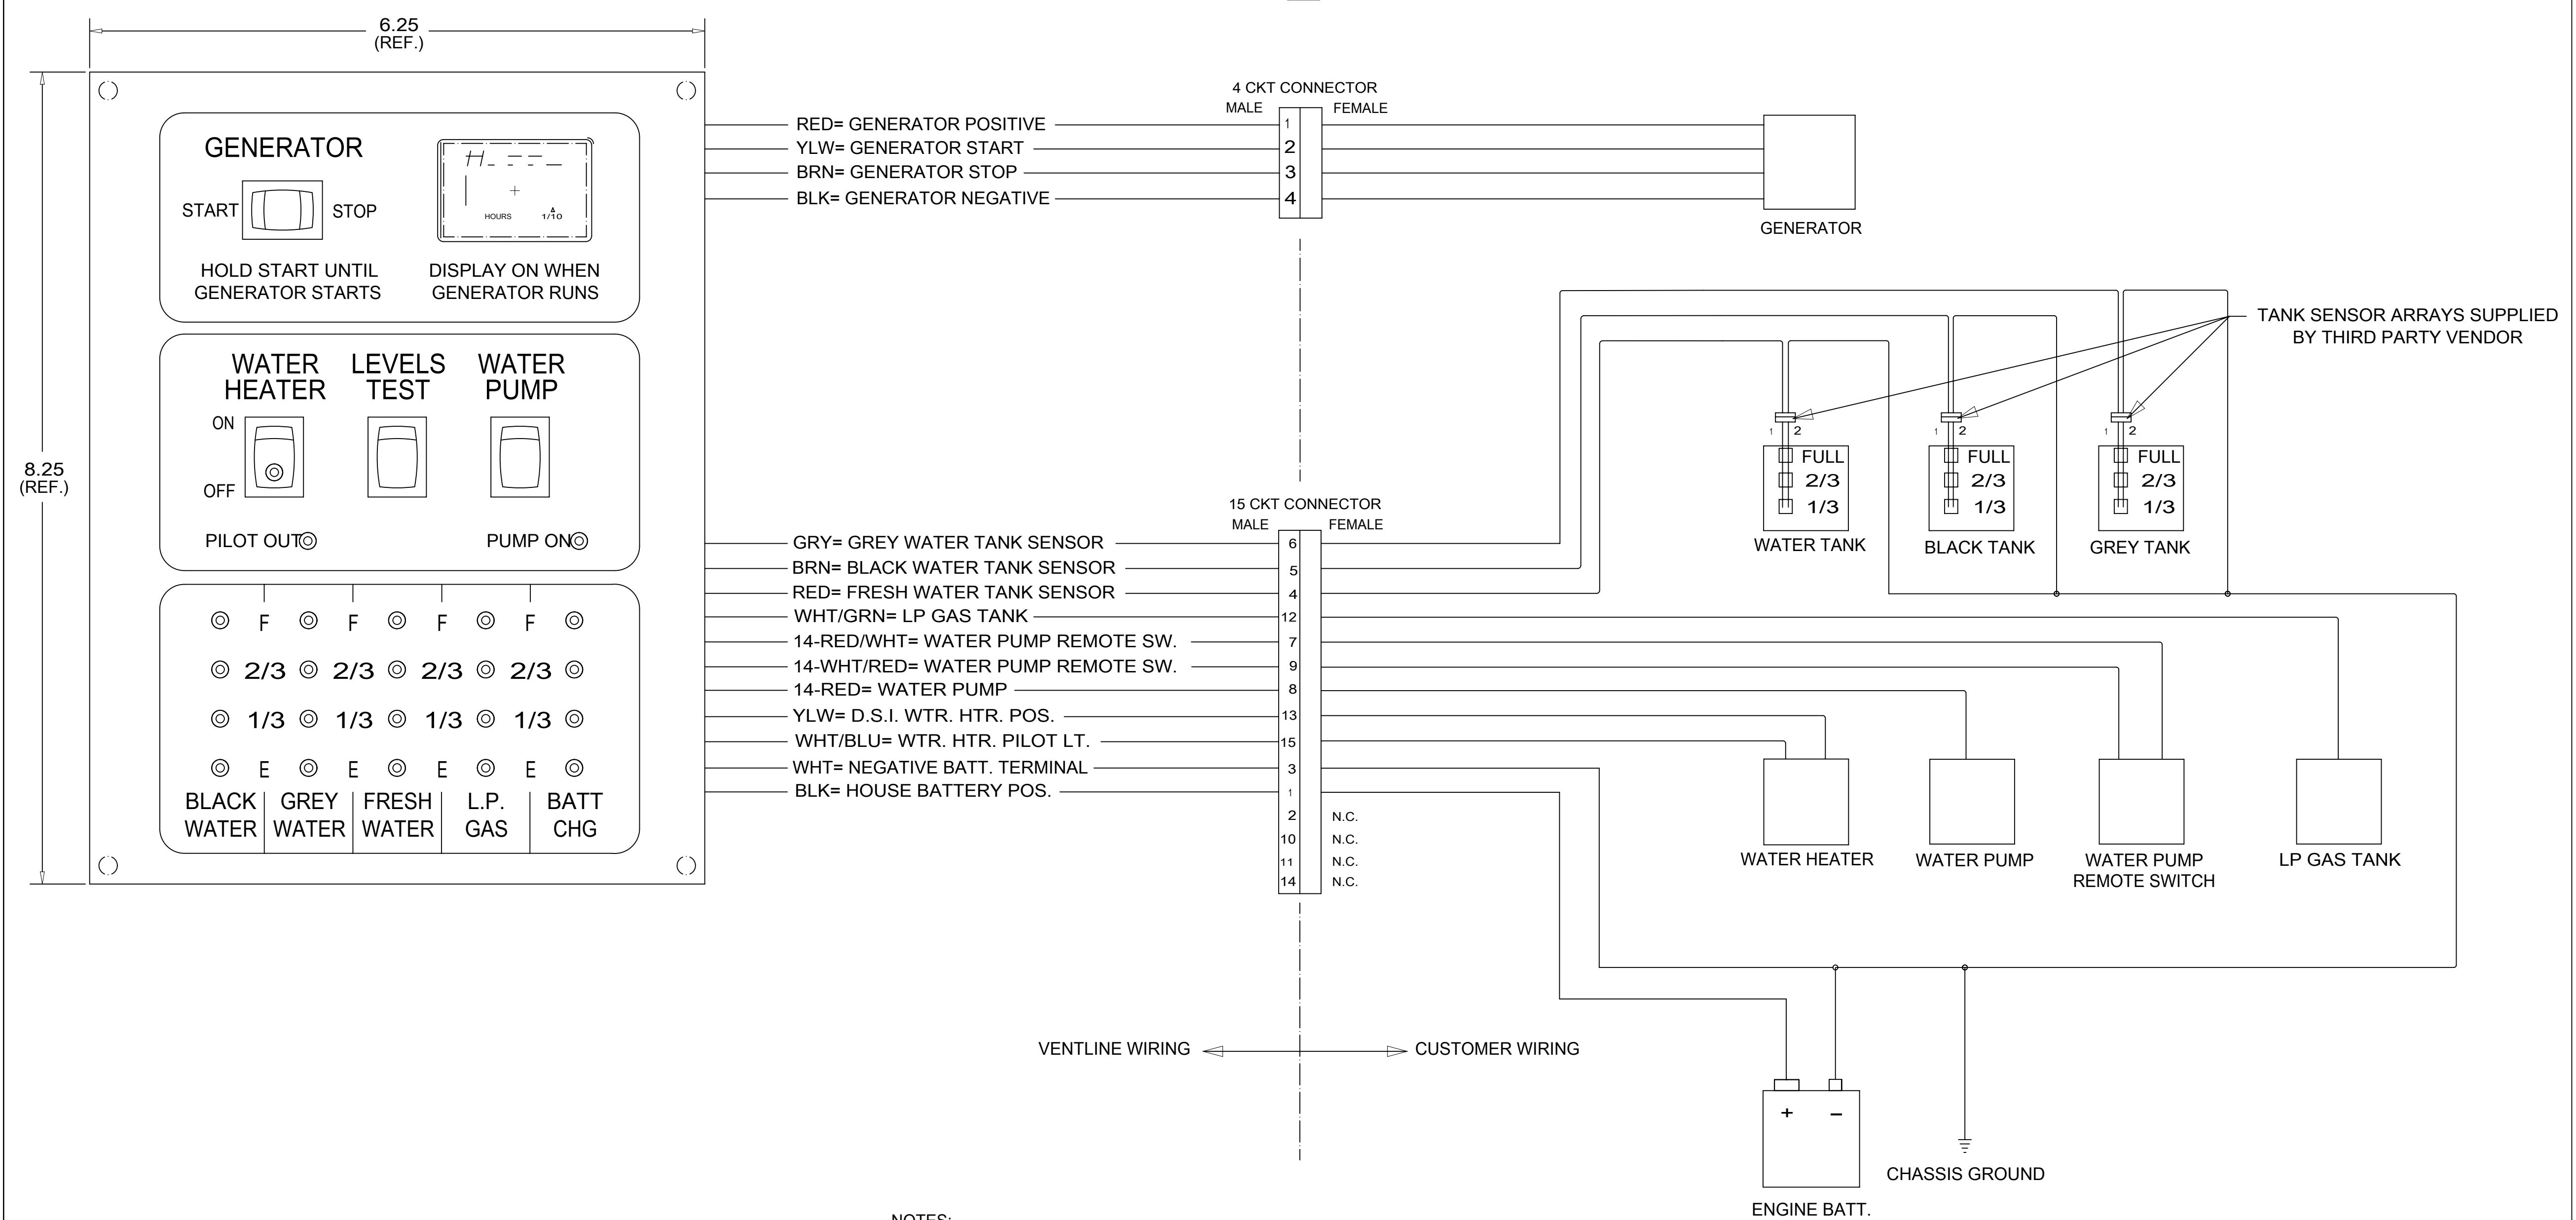 6.25
(REF.)
8.25
(REF.)
GENERATOR
START
STOP
HOURS
1/10
HOLD START UNTIL
GENERATOR STARTS
DISPLAY ON WHEN
GENERATOR RUNS
WATER
HEATER
LEVELS
TEST
WATER
PUMP
ON
OFF
PILOT OUT
PUMP ON
F F F F
2/3 2/3 2/3 2/3
1/3 1/3 1/3 1/3
E E E E
BLACK
WATER
GREY
WATER
FRESH
WATER
L.P.
GAS
BATT
CHG
4 CKT CONNECTOR
MALE FEMALE
RED= GENERATOR POSITIVE 1
YLW= GENERATOR START 2
BRN= GENERATOR STOP 3
BLK= GENERATOR NEGATIVE 4
GENERATOR
TANK SENSOR ARRAYS SUPPLIED
BY THIRD PARTY VENDOR
1 2
FULL
2/3
1/3
WATER TANK
1 2
FULL
2/3
1/3
BLACK TANK
1 2
FULL
2/3
1/3
GREY TANK
15 CKT CONNECTOR
MALE FEMALE
GRY= GREY WATER TANK SENSOR 6
BRN= BLACK WATER TANK SENSOR 5
RED= FRESH WATER TANK SENSOR 4
WHT/GRN= LP GAS TANK 12
14-RED/WHT= WATER PUMP REMOTE SW. 7
14-WHT/RED= WATER PUMP REMOTE SW. 9
14-RED= WATER PUMP 8
YLW= D.S.I. WTR. HTR. POS. 13
WHT/BLU= WTR. HTR. PILOT LT. 15
WHT= NEGATIVE BATT. TERMINAL 3
BLK= HOUSE BATTERY POS. 1
2 N.C.
10 N.C.
11 N.C.
14 N.C.
WATER HEATER
WATER PUMP
WATER PUMP
REMOTE SWITCH
LP GAS TANK
VENTLINE WIRING
CUSTOMER WIRING
+ −
CHASSIS GROUND
ENGINE BATT.
NOTES: